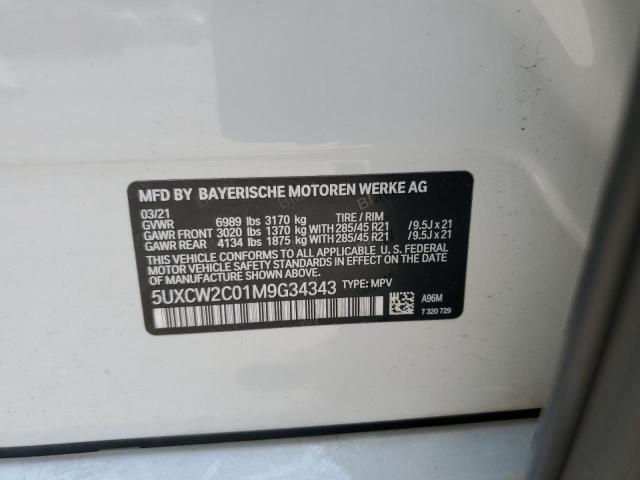 MFD BY BAYERISCHE MOTOREN WERKE AG
03/21
GVWR 6989 lbs 3170 kg TIRE / RIM
GAWR FRONT 3020 lbs 1370 kg WITH 285/45 R21 /9.5J x 21
GAWR REAR 4134 lbs 1875 kg WITH 285/45 R21 /9.5J x 21
THIS VEHICLE CONFORMS TO ALL APPLICABLE U. S. FEDERAL
MOTOR VEHICLE SAFETY STANDARDS IN EFFECT ON THE DATE
OF MANUFACTURE SHOWN ABOVE.
5UXCW2C01M9G34343 TYPE: MPV
A96M
7 320 729